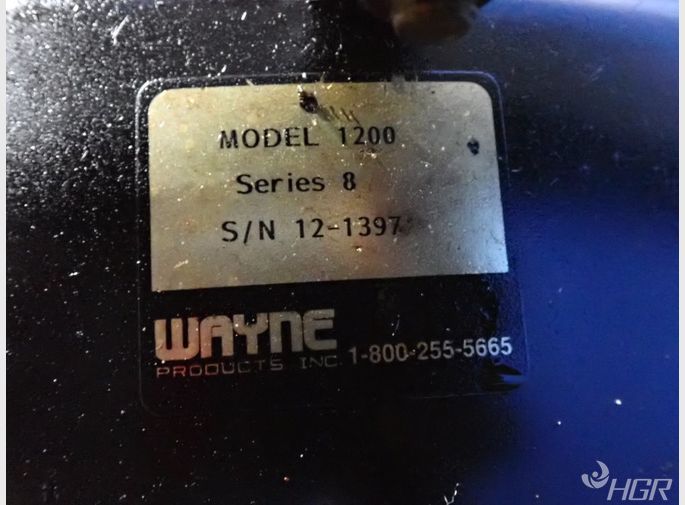 MODEL 1200
Series 8
S/N 12-1397
WAYNE
PRODUCTS INC. 1-800-255-5665
HGR